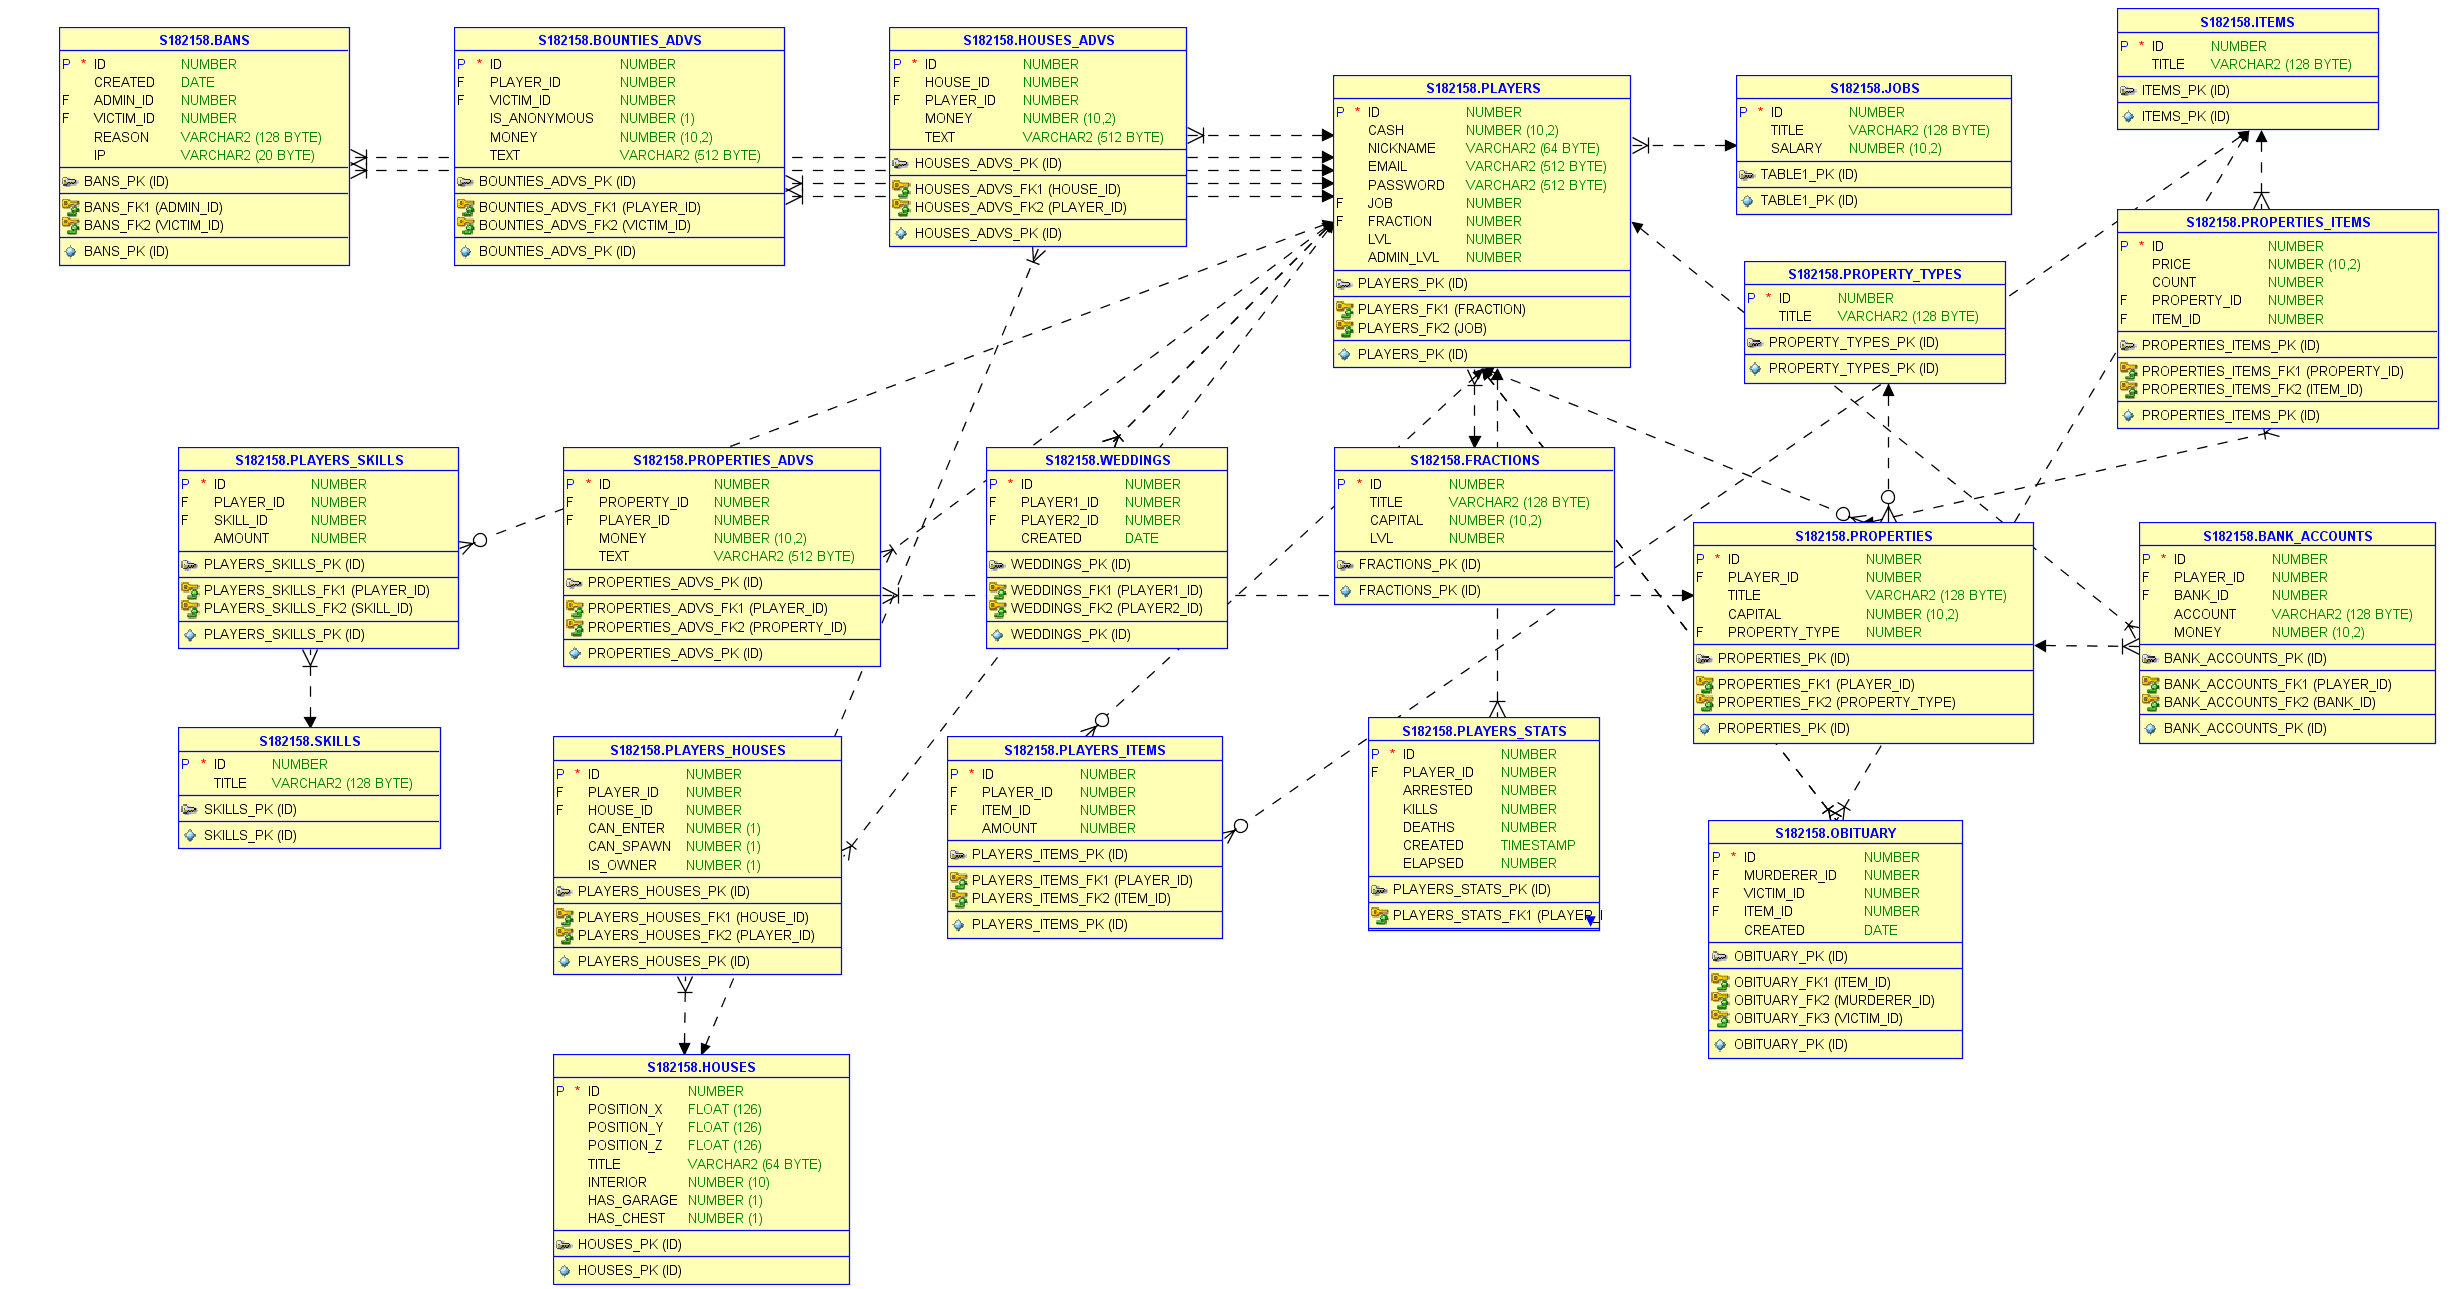 S182158.BANS
P * ID NUMBER
CREATED DATE
F ADMIN_ID NUMBER
F VICTIM_ID NUMBER
REASON VARCHAR2 (128 BYTE)
IP VARCHAR2 (20 BYTE)
BANS_PK (ID)
BANS_FK1 (ADMIN_ID)
BANS_FK2 (VICTIM_ID)
BANS_PK (ID)
S182158.BOUNTIES_ADVS
P * ID NUMBER
F PLAYER_ID NUMBER
F VICTIM_ID NUMBER
IS_ANONYMOUS NUMBER (1)
MONEY NUMBER (10,2)
TEXT VARCHAR2 (512 BYTE)
BOUNTIES_ADVS_PK (ID)
BOUNTIES_ADVS_FK1 (PLAYER_ID)
BOUNTIES_ADVS_FK2 (VICTIM_ID)
BOUNTIES_ADVS_PK (ID)
S182158.HOUSES_ADVS
P * ID NUMBER
F HOUSE_ID NUMBER
F PLAYER_ID NUMBER
MONEY NUMBER (10,2)
TEXT VARCHAR2 (512 BYTE)
HOUSES_ADVS_PK (ID)
HOUSES_ADVS_FK1 (HOUSE_ID)
HOUSES_ADVS_FK2 (PLAYER_ID)
HOUSES_ADVS_PK (ID)
S182158.PLAYERS
P * ID NUMBER
CASH NUMBER (10,2)
NICKNAME VARCHAR2 (64 BYTE)
EMAIL VARCHAR2 (512 BYTE)
PASSWORD VARCHAR2 (512 BYTE)
F JOB NUMBER
F FRACTION NUMBER
LVL NUMBER
ADMIN_LVL NUMBER
PLAYERS_PK (ID)
PLAYERS_FK1 (FRACTION)
PLAYERS_FK2 (JOB)
PLAYERS_PK (ID)
S182158.JOBS
P * ID NUMBER
TITLE VARCHAR2 (128 BYTE)
SALARY NUMBER (10,2)
TABLE1_PK (ID)
TABLE1_PK (ID)
S182158.ITEMS
P * ID NUMBER
TITLE VARCHAR2 (128 BYTE)
ITEMS_PK (ID)
ITEMS_PK (ID)
S182158.PROPERTY_TYPES
P * ID NUMBER
TITLE VARCHAR2 (128 BYTE)
PROPERTY_TYPES_PK (ID)
PROPERTY_TYPES_PK (ID)
S182158.PROPERTIES_ITEMS
P * ID NUMBER
PRICE NUMBER (10,2)
COUNT NUMBER
F PROPERTY_ID NUMBER
F ITEM_ID NUMBER
PROPERTIES_ITEMS_PK (ID)
PROPERTIES_ITEMS_FK1 (PROPERTY_ID)
PROPERTIES_ITEMS_FK2 (ITEM_ID)
PROPERTIES_ITEMS_PK (ID)
S182158.PLAYERS_SKILLS
P * ID NUMBER
F PLAYER_ID NUMBER
F SKILL_ID NUMBER
AMOUNT NUMBER
PLAYERS_SKILLS_PK (ID)
PLAYERS_SKILLS_FK1 (PLAYER_ID)
PLAYERS_SKILLS_FK2 (SKILL_ID)
PLAYERS_SKILLS_PK (ID)
S182158.PROPERTIES_ADVS
P * ID NUMBER
F PROPERTY_ID NUMBER
F PLAYER_ID NUMBER
MONEY NUMBER (10,2)
TEXT VARCHAR2 (512 BYTE)
PROPERTIES_ADVS_PK (ID)
PROPERTIES_ADVS_FK1 (PLAYER_ID)
PROPERTIES_ADVS_FK2 (PROPERTY_ID)
PROPERTIES_ADVS_PK (ID)
S182158.WEDDINGS
P * ID NUMBER
F PLAYER1_ID NUMBER
F PLAYER2_ID NUMBER
CREATED DATE
WEDDINGS_PK (ID)
WEDDINGS_FK1 (PLAYER1_ID)
WEDDINGS_FK2 (PLAYER2_ID)
WEDDINGS_PK (ID)
S182158.FRACTIONS
P * ID NUMBER
TITLE VARCHAR2 (128 BYTE)
CAPITAL NUMBER (10,2)
LVL NUMBER
FRACTIONS_PK (ID)
FRACTIONS_PK (ID)
S182158.PROPERTIES
P * ID NUMBER
F PLAYER_ID NUMBER
TITLE VARCHAR2 (128 BYTE)
CAPITAL NUMBER (10,2)
F PROPERTY_TYPE NUMBER
PROPERTIES_PK (ID)
PROPERTIES_FK1 (PLAYER_ID)
PROPERTIES_FK2 (PROPERTY_TYPE)
PROPERTIES_PK (ID)
S182158.BANK_ACCOUNTS
P * ID NUMBER
F PLAYER_ID NUMBER
F BANK_ID NUMBER
ACCOUNT VARCHAR2 (128 BYTE)
MONEY NUMBER (10,2)
BANK_ACCOUNTS_PK (ID)
BANK_ACCOUNTS_FK1 (PLAYER_ID)
BANK_ACCOUNTS_FK2 (BANK_ID)
BANK_ACCOUNTS_PK (ID)
S182158.SKILLS
P * ID NUMBER
TITLE VARCHAR2 (128 BYTE)
SKILLS_PK (ID)
SKILLS_PK (ID)
S182158.PLAYERS_HOUSES
P * ID NUMBER
F PLAYER_ID NUMBER
F HOUSE_ID NUMBER
CAN_ENTER NUMBER (1)
CAN_SPAWN NUMBER (1)
IS_OWNER NUMBER (1)
PLAYERS_HOUSES_PK (ID)
PLAYERS_HOUSES_FK1 (HOUSE_ID)
PLAYERS_HOUSES_FK2 (PLAYER_ID)
PLAYERS_HOUSES_PK (ID)
S182158.PLAYERS_ITEMS
P * ID NUMBER
F PLAYER_ID NUMBER
F ITEM_ID NUMBER
AMOUNT NUMBER
PLAYERS_ITEMS_PK (ID)
PLAYERS_ITEMS_FK1 (PLAYER_ID)
PLAYERS_ITEMS_FK2 (ITEM_ID)
PLAYERS_ITEMS_PK (ID)
S182158.PLAYERS_STATS
P * ID NUMBER
F PLAYER_ID NUMBER
ARRESTED NUMBER
KILLS NUMBER
DEATHS NUMBER
CREATED TIMESTAMP
ELAPSED NUMBER
PLAYERS_STATS_PK (ID)
PLAYERS_STATS_FK1 (PLAYER_I
S182158.OBITUARY
P * ID NUMBER
F MURDERER_ID NUMBER
F VICTIM_ID NUMBER
F ITEM_ID NUMBER
CREATED DATE
OBITUARY_PK (ID)
OBITUARY_FK1 (ITEM_ID)
OBITUARY_FK2 (MURDERER_ID)
OBITUARY_FK3 (VICTIM_ID)
OBITUARY_PK (ID)
S182158.HOUSES
P * ID NUMBER
POSITION_X FLOAT (126)
POSITION_Y FLOAT (126)
POSITION_Z FLOAT (126)
TITLE VARCHAR2 (64 BYTE)
INTERIOR NUMBER (10)
HAS_GARAGE NUMBER (1)
HAS_CHEST NUMBER (1)
HOUSES_PK (ID)
HOUSES_PK (ID)